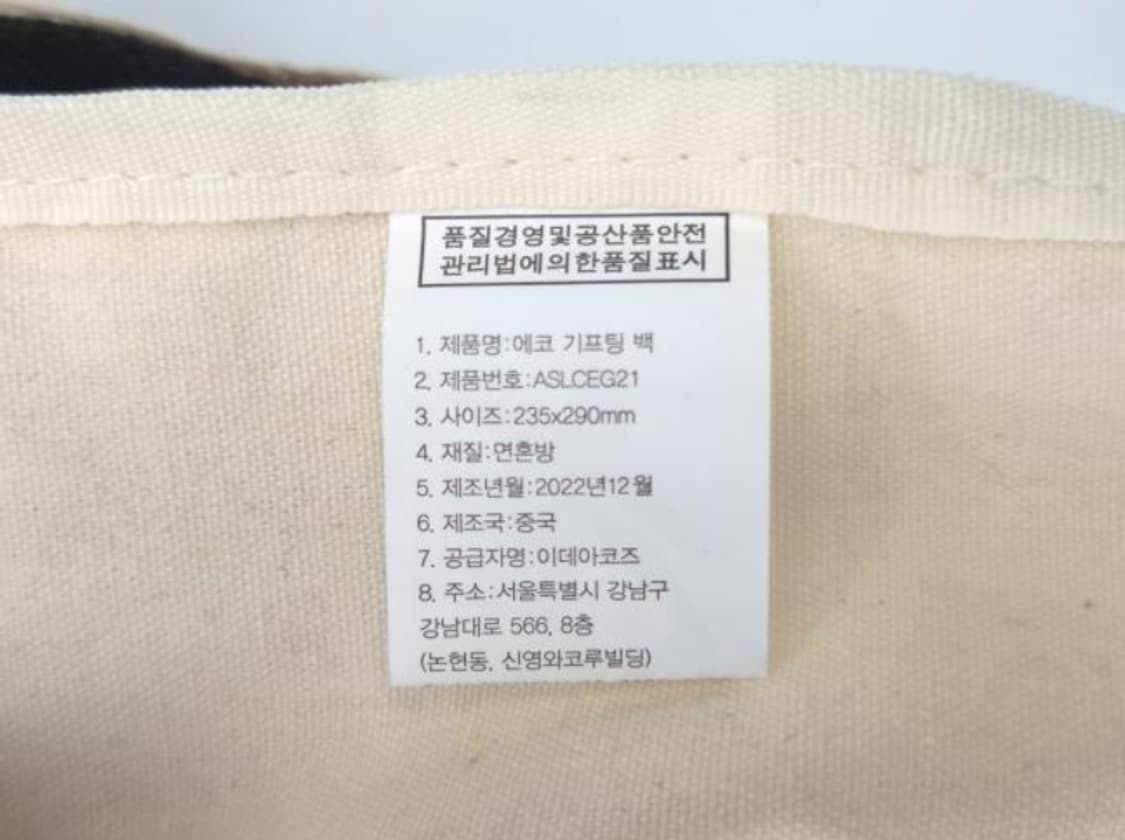 품질경영및공산품안전
관리법에의한품질표시
1. 제품명:에코 기프팅 백
2. 제품번호:ASLCEG21
3. 사이즈:235x290mm
4. 재질:면혼방
5. 제조년월:2022년12월
6. 제조국:중국
7. 공급자명:이데아코즈
8. 주소:서울특별시 강남구
강남대로 566, 8층
(논현동, 신영와코루빌딩)